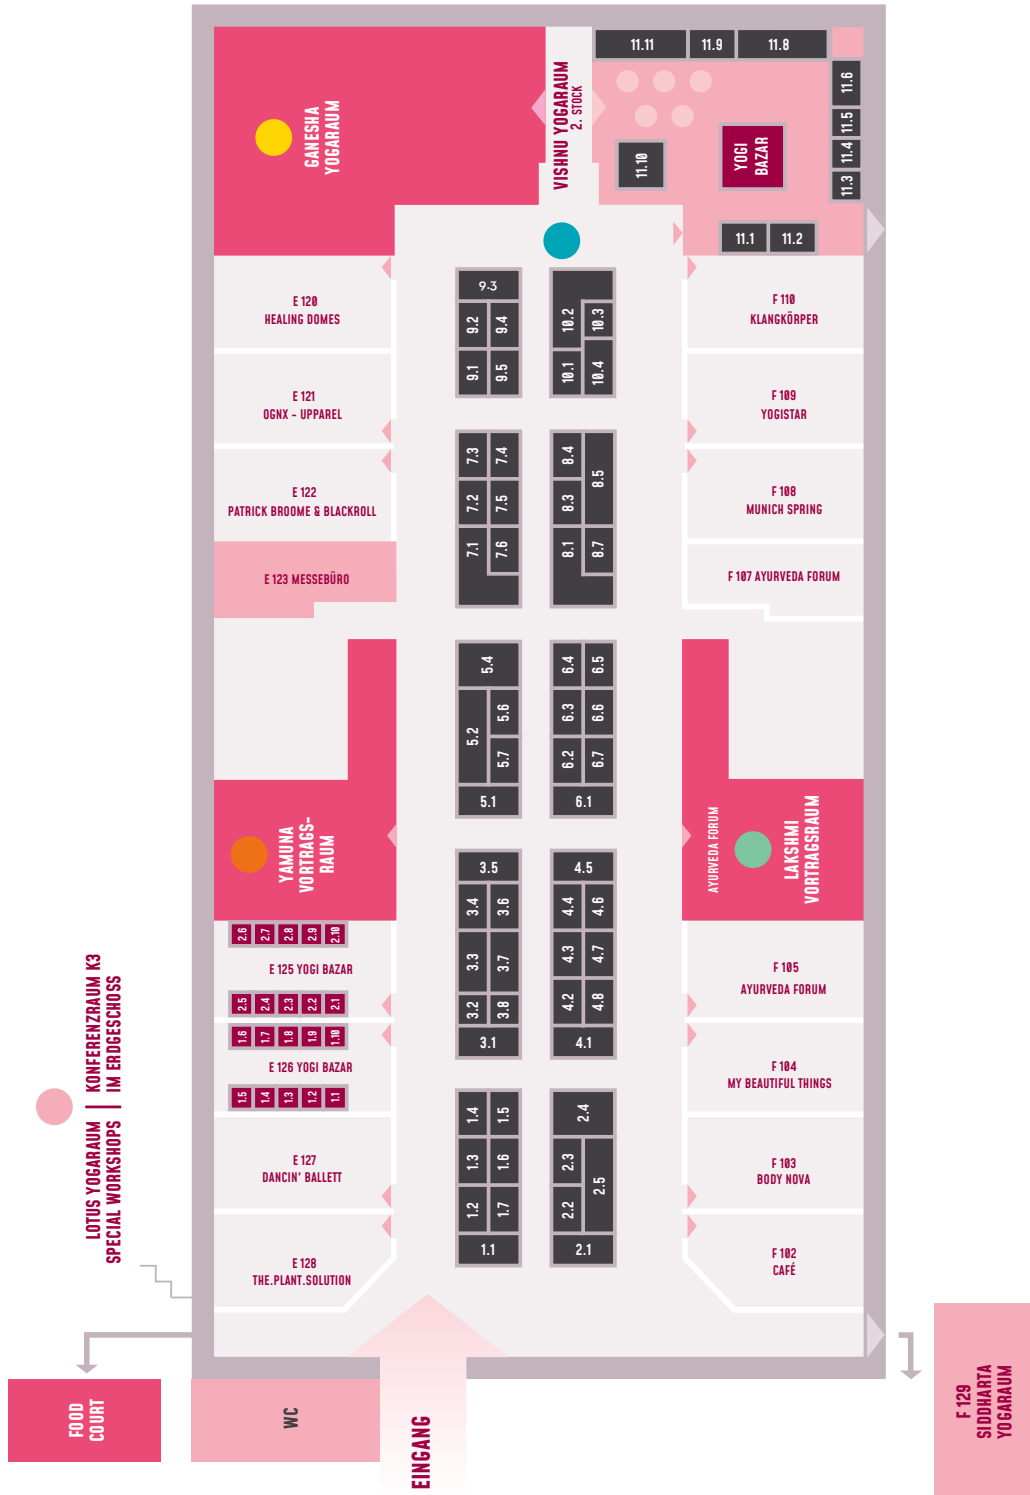 GANESHA
YOGARAUM
VISHNU YOGARAUM
2. STOCK
11.11
11.9
11.8
11.6
11.5
11.4
11.3
11.10
YOGI
BAZAR
11.1
11.2
E 120
HEALING DOMES
9.3
9.2
9.4
9.1
9.5
10.2
10.3
10.1
10.4
F 110
KLANGKÖRPER
E 121
OGNX - UPPAREL
F 109
YOGISTAR
E 122
PATRICK BROOME & BLACKROLL
7.3
7.4
7.2
7.5
7.1
7.6
8.4
8.5
8.3
8.1
8.7
F 108
MUNICH SPRING
E 123 MESSEBÜRO
F 107 AYURVEDA FORUM
5.4
5.2
5.6
5.7
5.1
6.4
6.5
6.3
6.6
6.2
6.7
6.1
YAMUNA
VORTRAGS-
RAUM
AYURVEDA FORUM
LAKSHMI
VORTRAGSRAUM
3.5
3.4
3.6
3.3
3.7
3.2
3.8
3.1
4.5
4.4
4.6
4.3
4.7
4.2
4.8
4.1
2.6
2.7
2.8
2.9
2.10
E 125 YOGI BAZAR
2.5
2.4
2.3
2.2
2.1
1.6
1.7
1.8
1.9
1.10
E 126 YOGI BAZAR
1.5
1.4
1.3
1.2
1.1
F 105
AYURVEDA FORUM
F 104
MY BEAUTIFUL THINGS
LOTUS YOGARAUM | KONFERENZRAUM K3
SPECIAL WORKSHOPS | IM ERDGESCHOSS
E 127
DANCIN' BALLETT
1.4
1.5
1.3
1.6
1.2
1.7
1.1
2.4
2.3
2.5
2.2
2.1
F 103
BODY NOVA
E 128
THE.PLANT.SOLUTION
F 102
CAFÉ
FOOD
COURT
WC
EINGANG
F 129
SIDDHARTA
YOGARAUM